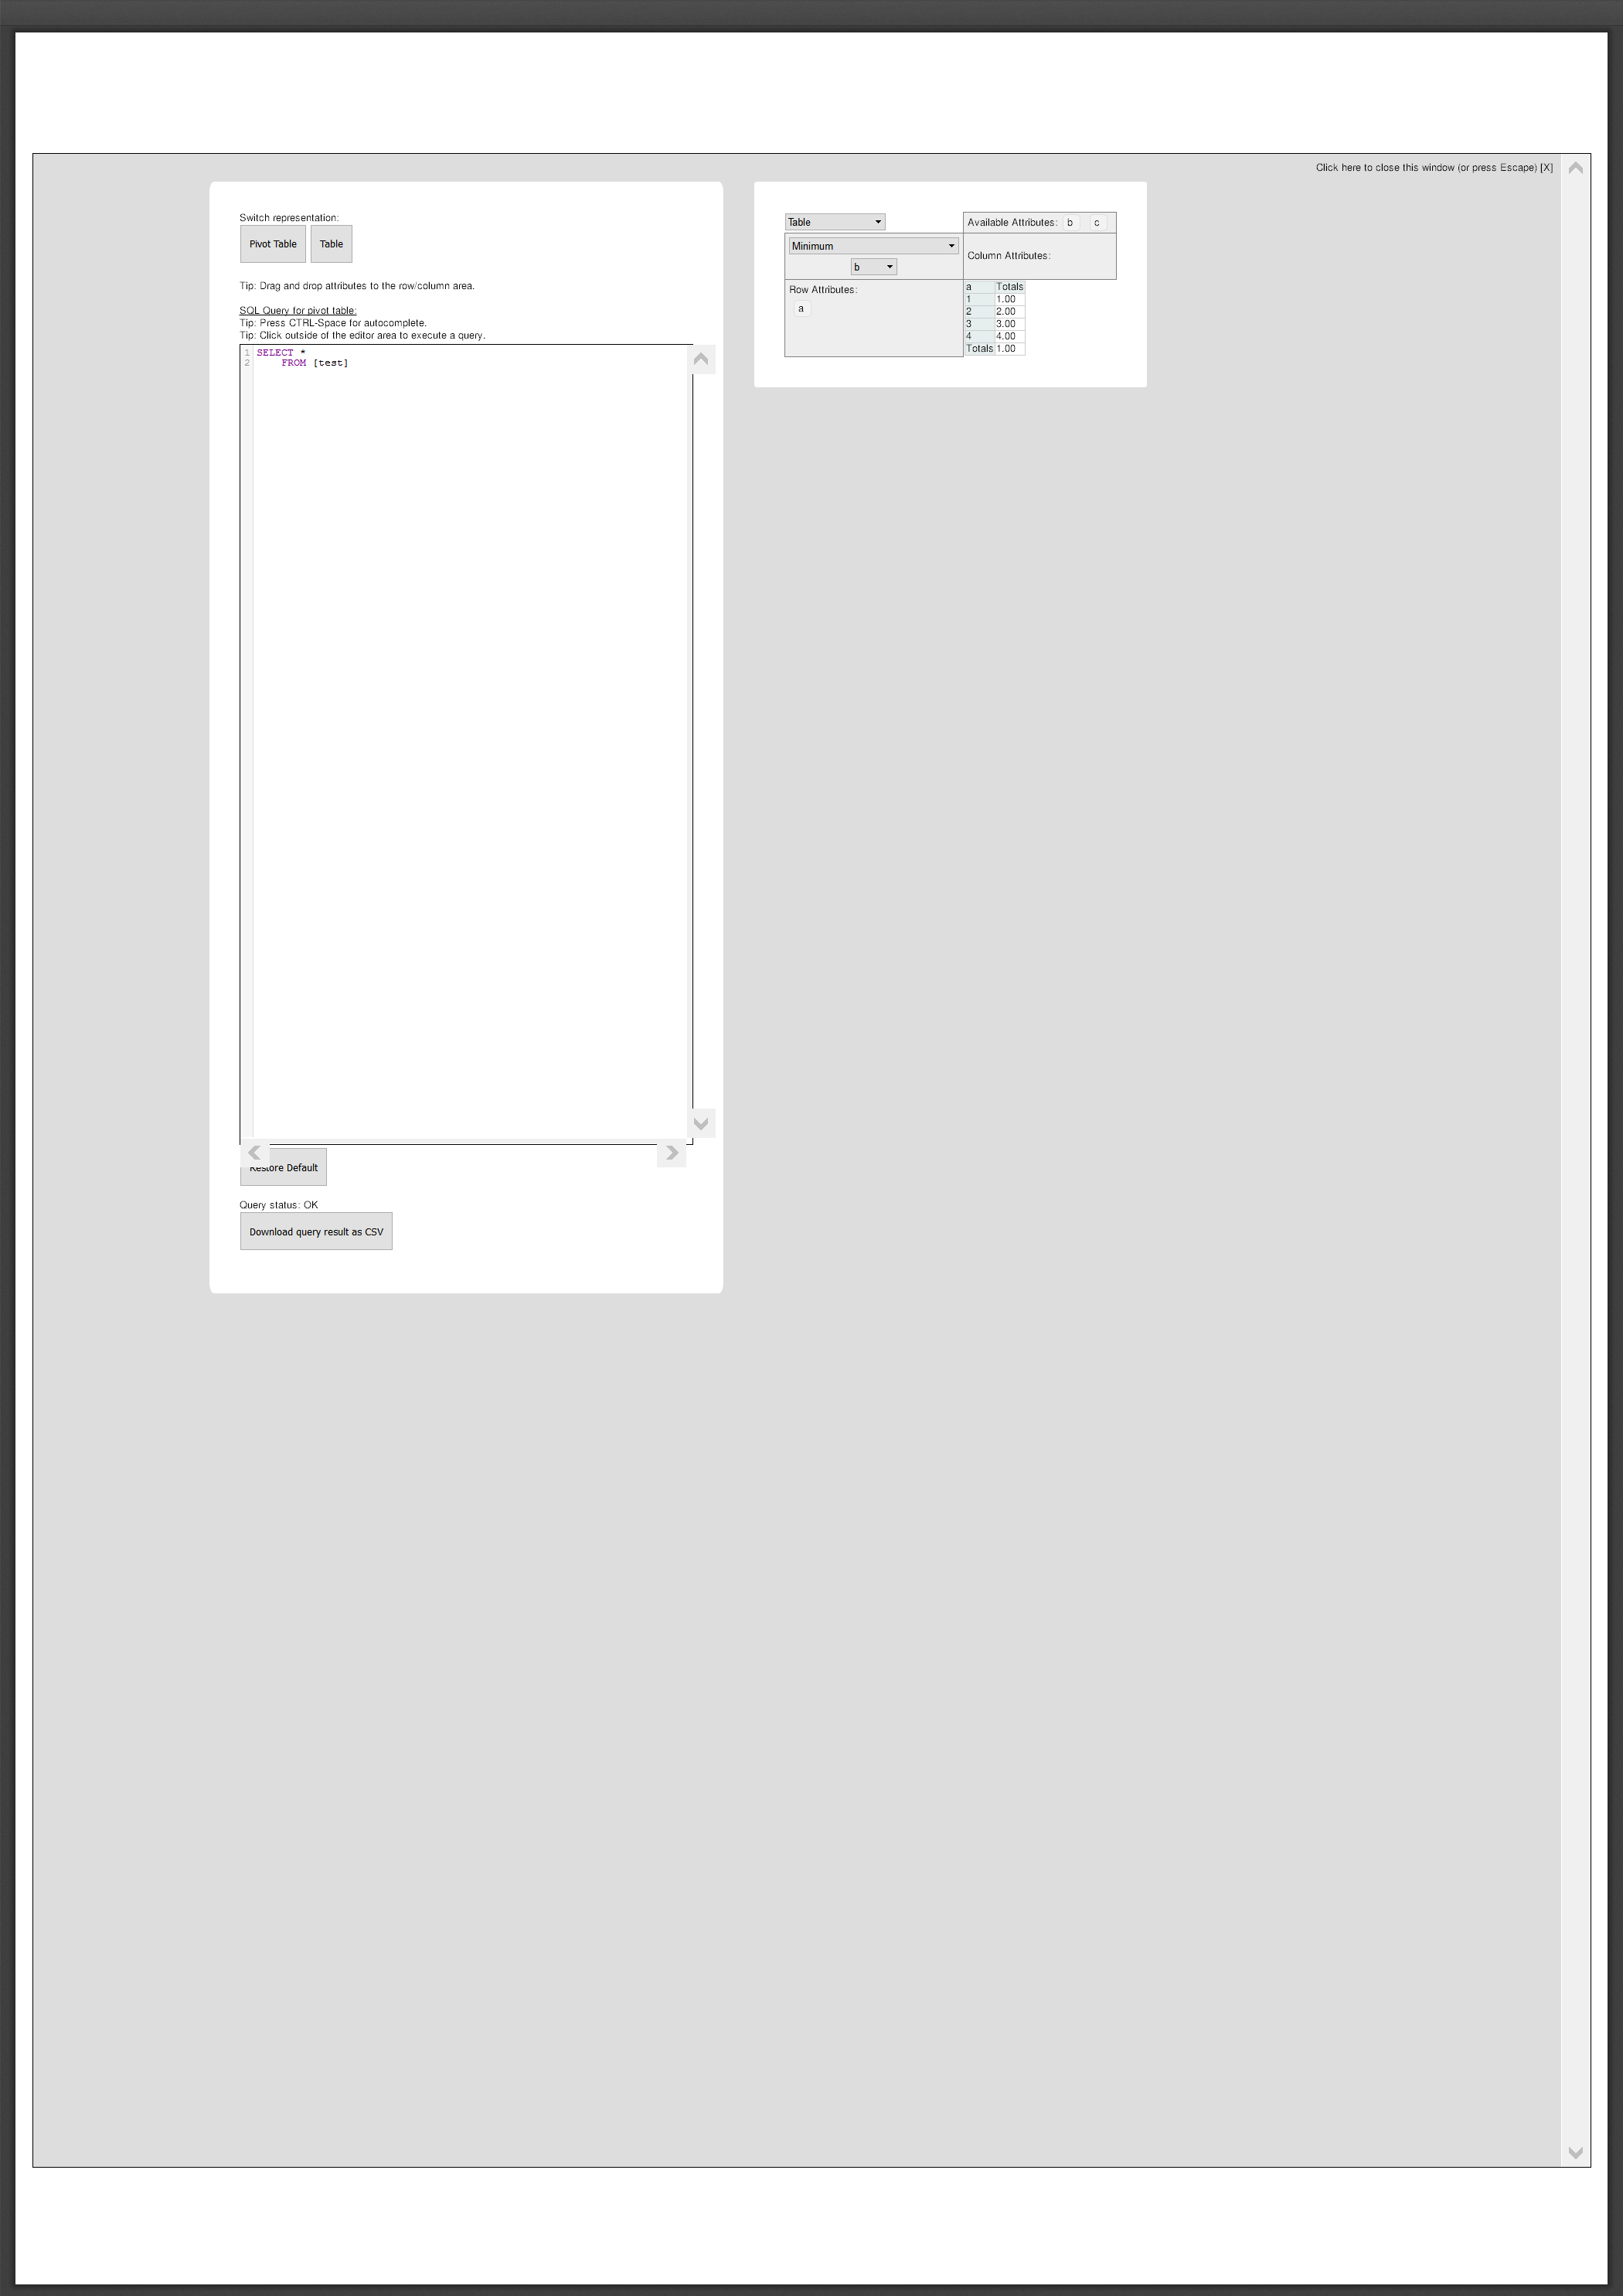 Click here to close this window (or press Escape) [X]
Switch representation:
Pivot Table Table
Tip: Drag and drop attributes to the row/column area.
SQL Query for pivot table:
Tip: Press CTRL-Space for autocomplete.
Tip: Click outside of the editor area to execute a query.
1 SELECT *
2 FROM [test]
Restore Default
Query status: OK
Download query result as CSV
Table Available Attributes: b c
Minimum
b
Column Attributes:
Row Attributes:
a
a Totals
1 1.00
2 2.00
3 3.00
4 4.00
Totals 1.00